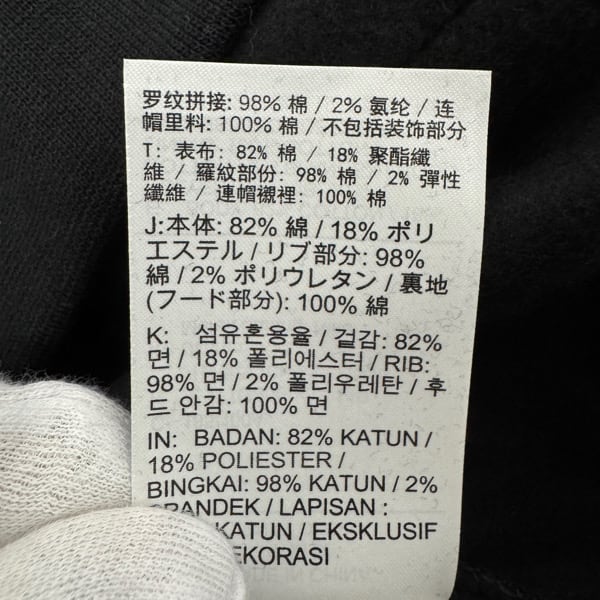 罗纹拼接: 98% 棉 / 2% 氨纶 / 连
帽里料: 100% 棉 / 不包括装饰部分
T: 表布: 82% 棉 / 18% 聚酯纖
維 / 羅紋部份: 98% 棉 / 2% 彈性
纖維 / 連帽襯裡: 100% 棉
J:本体: 82% 綿 / 18% ポリ
エステル / リブ部分: 98%
綿 / 2% ポリウレタン / 裏地
(フード部分): 100% 綿
K: 섬유혼용율 / 겉감: 82%
면 / 18% 폴리에스터 / RIB:
98% 면 / 2% 폴리우레탄 / 후
드 안감: 100% 면
IN: BADAN: 82% KATUN /
18% POLIESTER /
BINGKAI: 98% KATUN / 2%
SPANDEK / LAPISAN :
KATUN / EKSKLUSIF
EKORASI